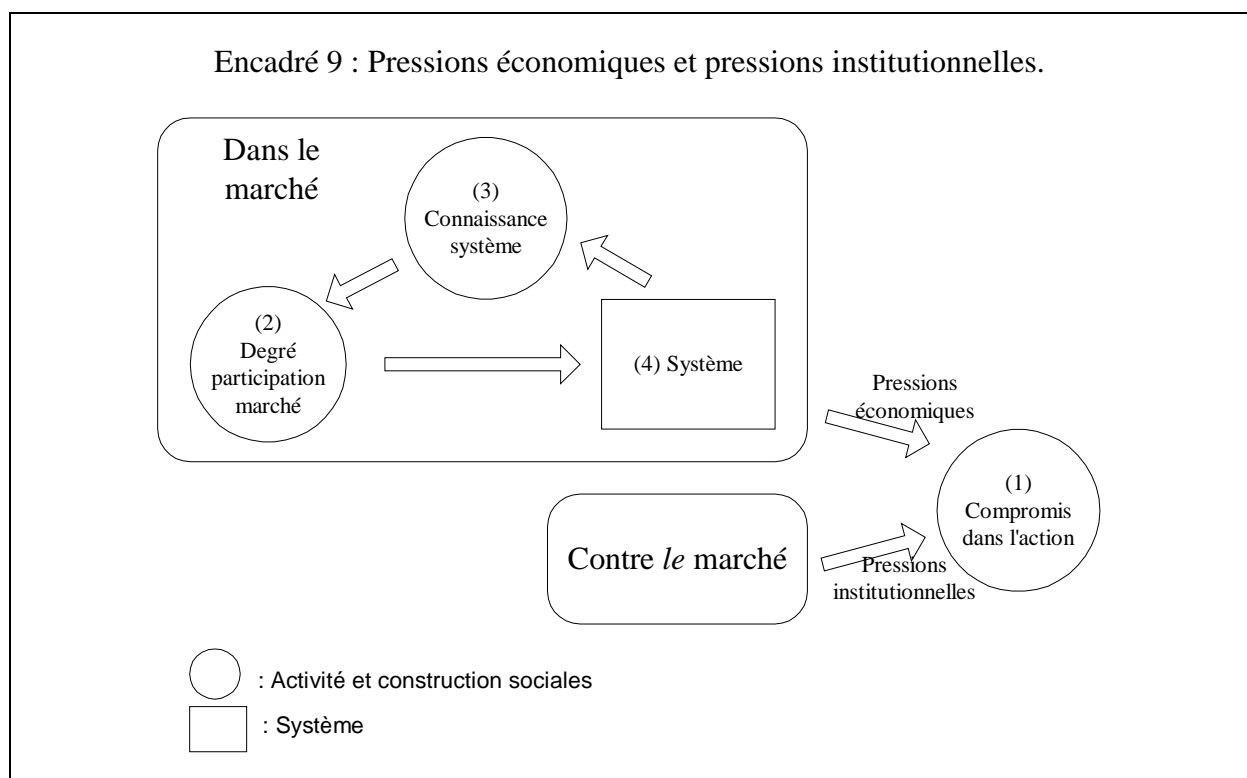 Encadré 9 : Pressions économiques et pressions institutionnelles.
Dans le
marché
(3)
Connaissance
système
(2)
Degré
participation
marché
(4) Système
Pressions
économiques
(1)
Compromis
dans l'action
Contre le marché
Pressions
institutionnelles
: Activité et construction sociales
: Système